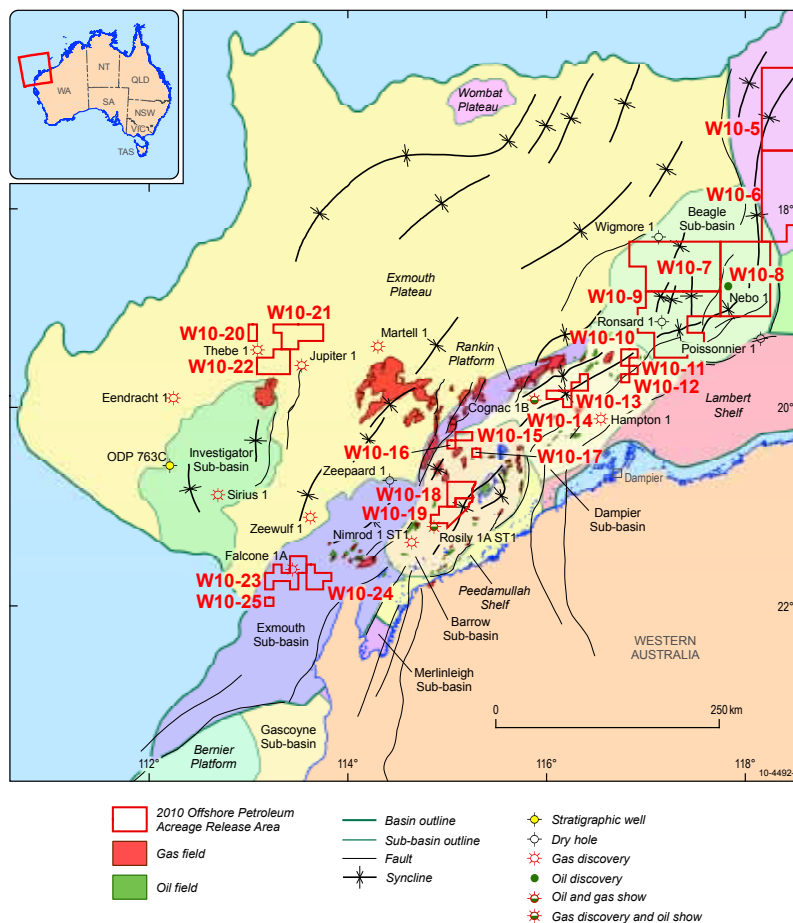 NT
WA
QLD
SA
NSW
VIC
TAS
Wombat
Plateau
W10-5
W10-6
18°
Beagle
Sub-basin
Wigmore 1
Exmouth
Plateau
W10-7
W10-8
W10-9
Nebo 1
W10-21
W10-20
Ronsard 1
Martell 1
Thebe 1
W10-10
Rankin
Platform
Poissonnier 1
Jupiter 1
W10-22
W10-11
W10-12
Eendracht 1
W10-13
Lambert
Shelf
Cognac 1B
20°
W10-14
Hampton 1
W10-15
W10-16
Investigator
Sub-basin
W10-17
ODP 763C
Zeepaard 1
Dampier
W10-18
Sirius 1
Dampier
Sub-basin
W10-19
Zeewulf 1
Nimrod 1 ST1
Rosily 1A ST1
Falcone 1A
W10-23
W10-24
Peedamullah
Shelf
W10-25
22°
Barrow
Sub-basin
Exmouth
Sub-basin
WESTERN
AUSTRALIA
Merlinleigh
Sub-basin
0
250 km
Gascoyne
Sub-basin
Bernier
Platform
112°
114°
116°
118°
10-4492-
2010 Offshore Petroleum
Acreage Release Area
Gas field
Oil field
Basin outline
Sub-basin outline
Fault
Syncline
Stratigraphic well
Dry hole
Gas discovery
Oil discovery
Oil and gas show
Gas discovery and oil show